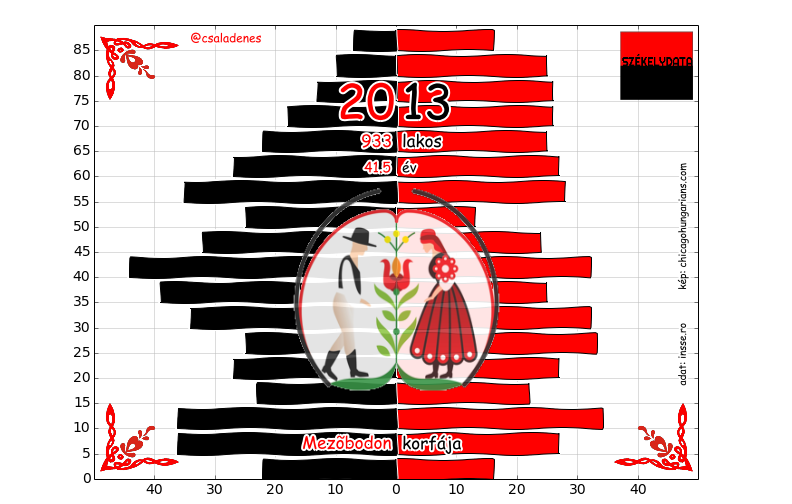 @csaladenes
SZÉKELYDATA
2013
933 lakos
41,5 év
kép: chicagohungarians.com
adat: insse.ro
Mezőbodon korfája
85
80
75
70
65
60
55
50
45
40
35
30
25
20
15
10
5
0
40 30 20 10 0 10 20 30 40